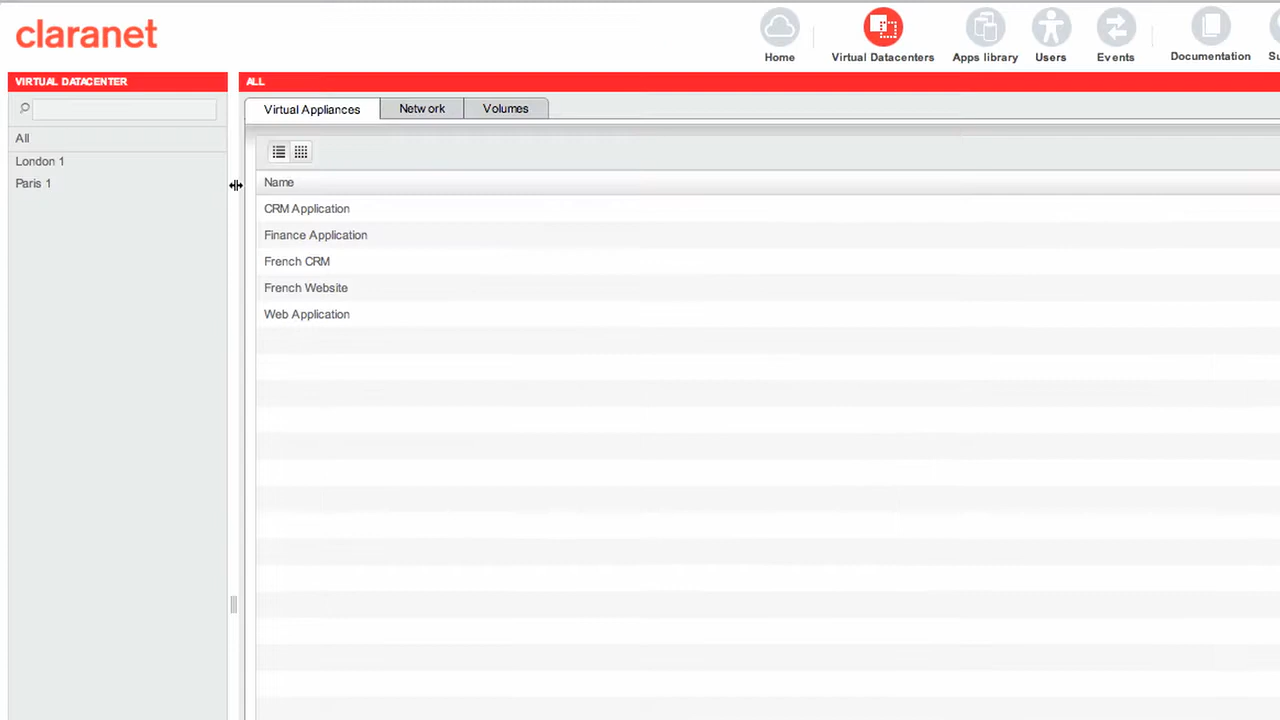 claranet
Home
Virtual Datacenters
Apps library
Users
Events
Documentation
VIRTUAL DATACENTER
ALL
Virtual Appliances
Network
Volumes
All
London 1
Paris 1
Name
CRM Application
Finance Application
French CRM
French Website
Web Application